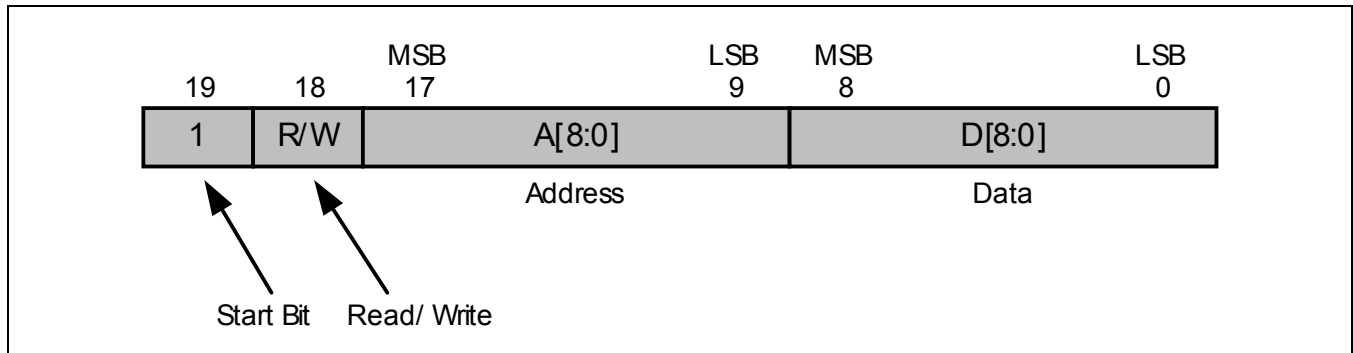 MSB LSB MSB LSB
19 18 17 9 8 0
1 R/W A[8:0] D[8:0]
Address Data
Start Bit Read/ Write